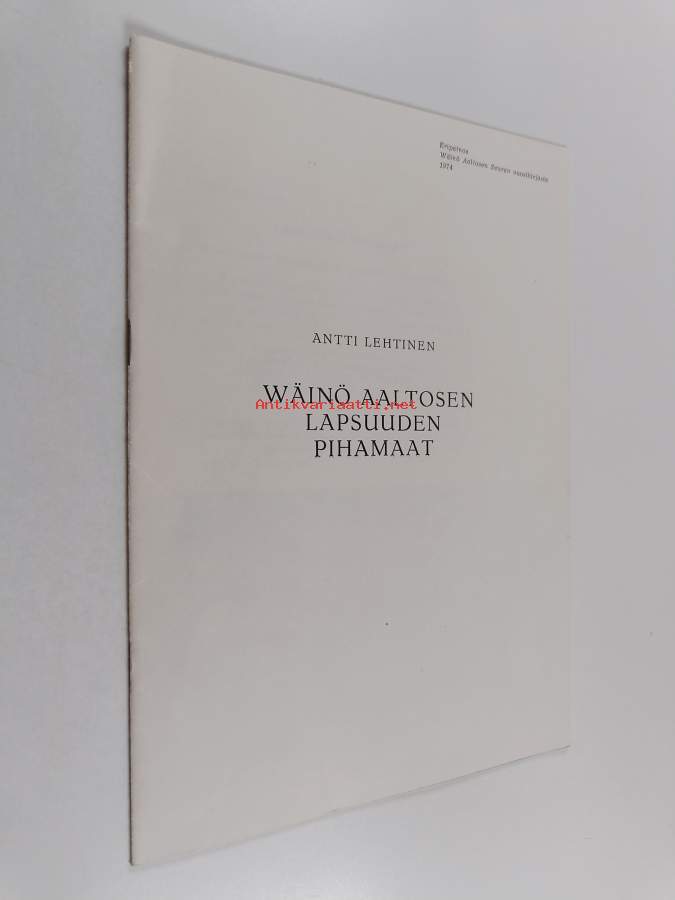 Eripainos
Wäinö Aaltosen Seuran vuosikirjasta
1974
ANTTI LEHTINEN
WÄINÖ AALTOSEN
Antikvariaatti.net
LAPSUUDEN
PIHAMAAT